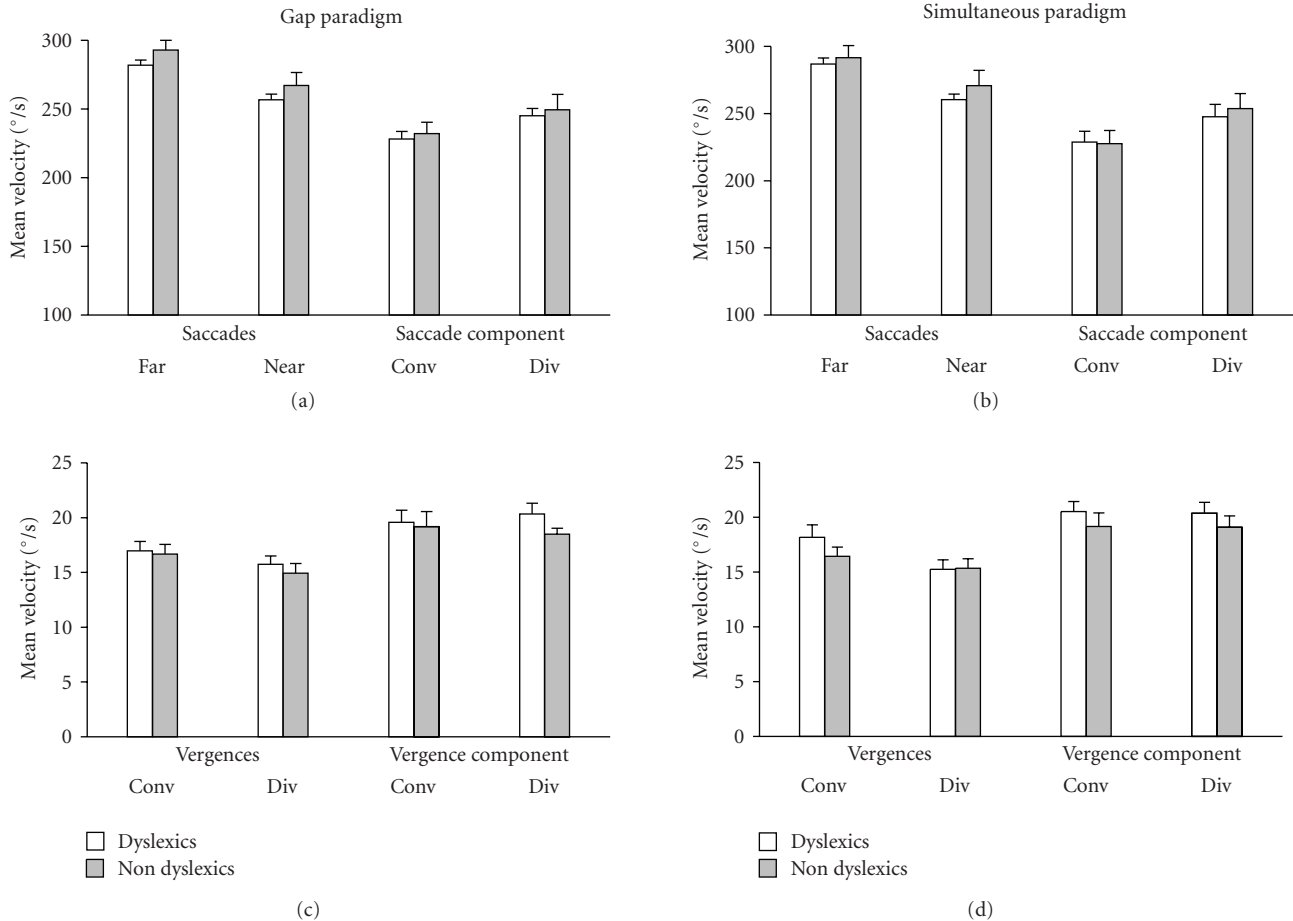 Gap paradigm
Mean velocity (°/s)
300
250
200
150
100
Saccades Saccade component
Far Near Conv Div
(a)
Simultaneous paradigm
Mean velocity (°/s)
300
250
200
150
100
Saccades Saccade component
Far Near Conv Div
(b)
Mean velocity (°/s)
25
20
15
10
5
0
Vergences Vergence component
Conv Div Conv Div
Dyslexics
Non dyslexics
(c)
Mean velocity (°/s)
25
20
15
10
5
0
Vergences Vergence component
Conv Div Conv Div
Dyslexics
Non dyslexics
(d)